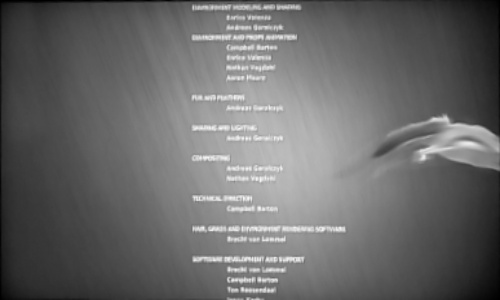 ENVIRONMENT MODELING AND SHADING
Enrico Valenza
Andreas Goralczyk
ENVIRONMENT AND PROPS ANIMATION
Campbell Barton
Enrico Valenza
Nathan Vegdahl
FUR AND FEATHERS
Andreas Goralczyk
SHADING AND LIGHTING
Andreas Goralczyk
COMPOSITING
Andreas Goralczyk
Nathan Vegdahl
TECHNICAL DIRECTION
Campbell Barton
HAIR, GRASS AND ENVIRONMENT RENDERING SOFTWARE
Brecht van Lommel
SOFTWARE DEVELOPMENT AND SUPPORT
Brecht van Lommel
Campbell Barton
Ton Roosendaal